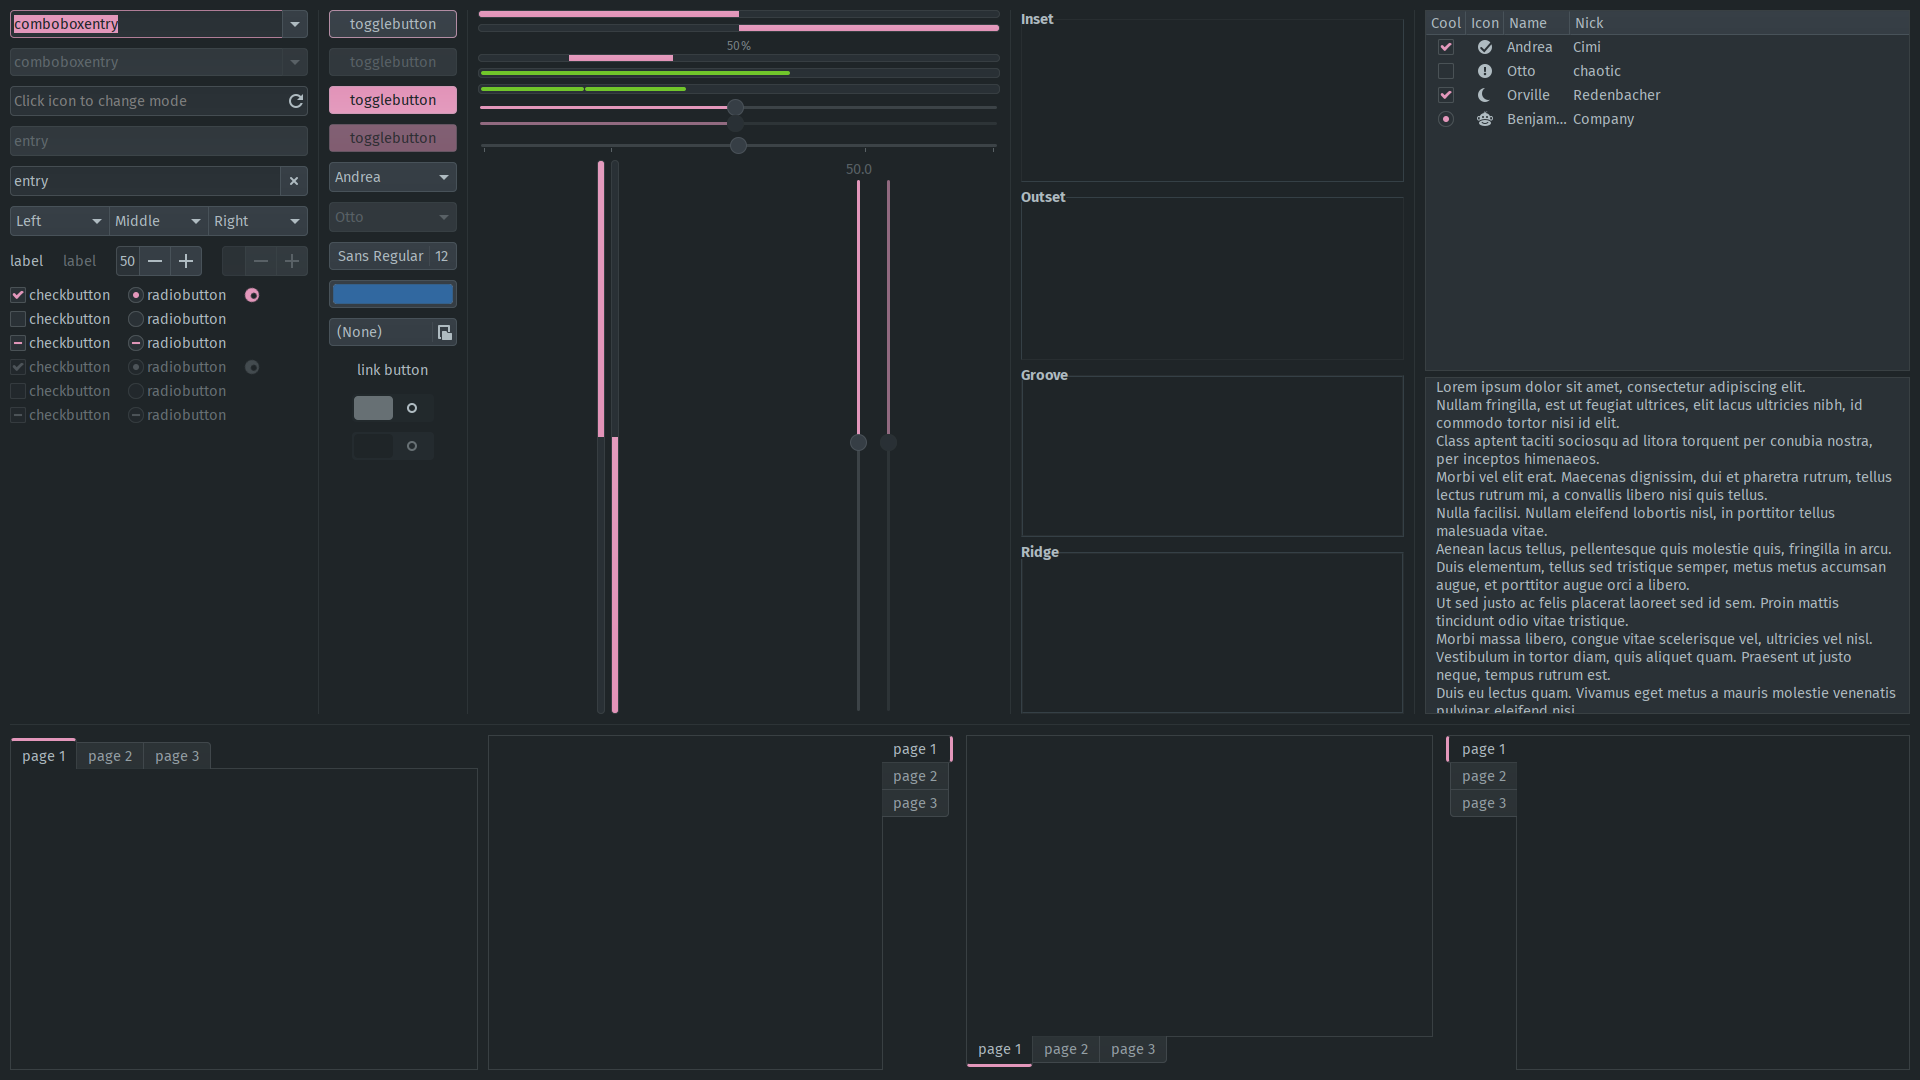 comboboxentry
comboboxentry
Click icon to change mode
entry
entry
Left Middle Right
label label 50
checkbutton radiobutton
checkbutton radiobutton
checkbutton radiobutton
checkbutton radiobutton
checkbutton radiobutton
checkbutton radiobutton
togglebutton
togglebutton
togglebutton
togglebutton
Andrea
Otto
Sans Regular 12
(None)
link button
50 %
50.0
Inset
Outset
Groove
Ridge
Cool Icon Name Nick
Andrea Cimi
Otto chaotic
Orville Redenbacher
Benjam... Company
Lorem ipsum dolor sit amet, consectetur adipiscing elit.
Nullam fringilla, est ut feugiat ultrices, elit lacus ultricies nibh, id
commodo tortor nisi id elit.
Class aptent taciti sociosqu ad litora torquent per conubia nostra,
per inceptos himenaeos.
Morbi vel elit erat. Maecenas dignissim, dui et pharetra rutrum, tellus
lectus rutrum mi, a convallis libero nisi quis tellus.
Nulla facilisi. Nullam eleifend lobortis nisl, in porttitor tellus
malesuada vitae.
Aenean lacus tellus, pellentesque quis molestie quis, fringilla in arcu.
Duis elementum, tellus sed tristique semper, metus metus accumsan
augue, et porttitor augue orci a libero.
Ut sed justo ac felis placerat laoreet sed id sem. Proin mattis
tincidunt odio vitae tristique.
Morbi massa libero, congue vitae scelerisque vel, ultricies vel nisl.
Vestibulum in tortor diam, quis aliquet quam. Praesent ut justo
neque, tempus rutrum est.
Duis eu lectus quam. Vivamus eget metus a mauris molestie venenatis
pulvinar eleifend nisi.
page 1 page 2 page 3
page 1
page 2
page 3
page 1 page 2 page 3
page 1
page 2
page 3